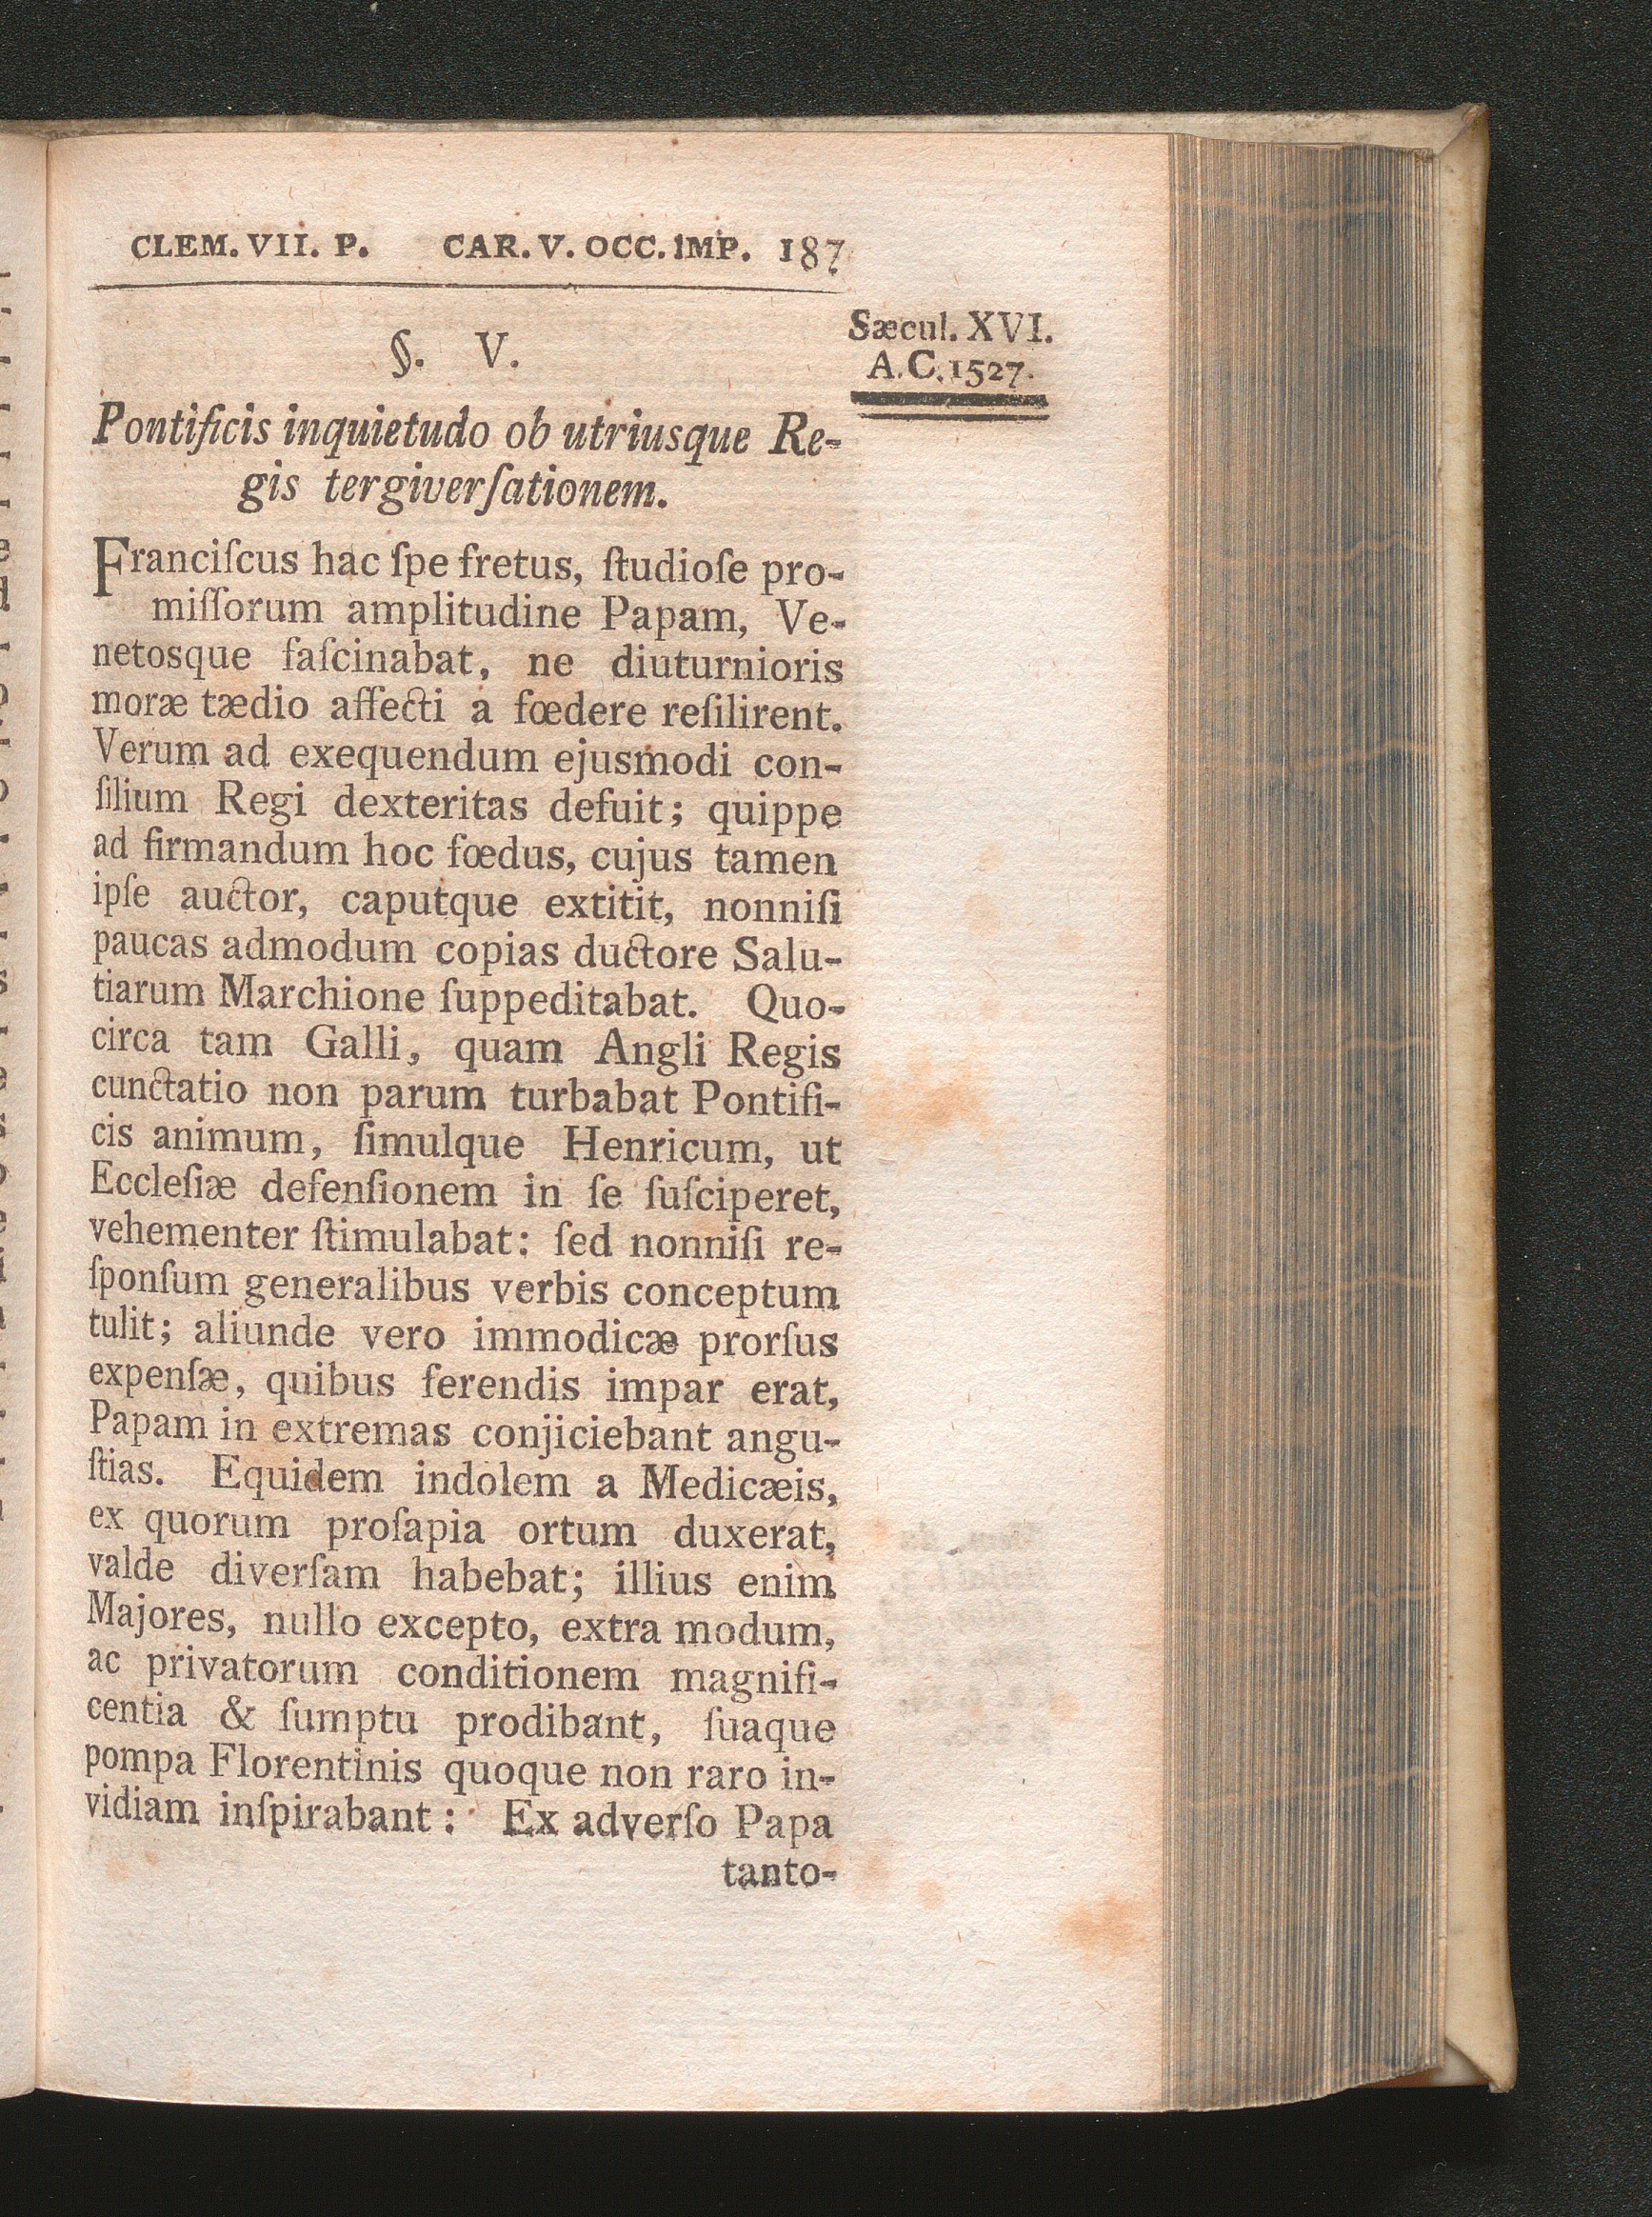 CLEM. VII. P. CAR. V. OCC. IMP. 187
Sæcul. XVI.
A.C. 1527.
§. V.
Pontificis inquietudo ob utriusque Re-
gis tergiverſationem.
Franciſcus hac ſpe fretus, ſtudioſe pro-
miſſorum amplitudine Papam, Ve-
netosque faſcinabat, ne diuturnioris
moræ tædio affecti a fœdere reſilirent.
Verum ad exequendum ejusmodi con-
ſilium Regi dexteritas defuit; quippe
ad firmandum hoc fœdus, cujus tamen
ipſe auctor, caputque extitit, nonniſi
paucas admodum copias ductore Salu-
tiarum Marchione ſuppeditabat. Quo-
circa tam Galli, quam Angli Regis
cunctatio non parum turbabat Pontifi-
cis animum, ſimulque Henricum, ut
Eccleſiæ defenſionem in ſe ſuſciperet,
vehementer ſtimulabat: ſed nonniſi re-
ſponſum generalibus verbis conceptum
tulit; aliunde vero immodicæ prorſus
expenſæ, quibus ferendis impar erat,
Papam in extremas conjiciebant angu-
ſtias. Equidem indolem a Medicæis,
ex quorum proſapia ortum duxerat,
valde diverſam habebat; illius enim
Majores, nullo excepto, extra modum,
ac privatorum conditionem magnifi-
centia & ſumptu prodibant, ſuaque
pompa Florentinis quoque non raro in-
vidiam inſpirabant: Ex adverſo Papa
tanto-